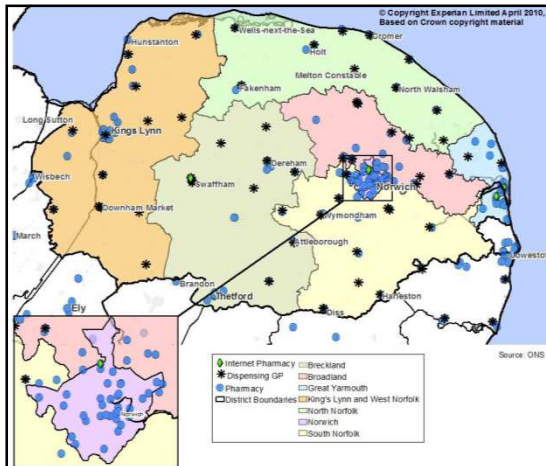 © Copyright Experian Limited April 2010,
Based on Crown copyright material
Wells-next-the-Sea
Hunstanton
Cromer
Holt
Melton Constable
Fakenham
North Walsham
Long Sutton
Kings Lynn
Dereham
Wisbech
Swaffham
Norwich
Downham Market
Wymondham
March
Attleborough
Lowestof
Brandon
Thetford
Harleston
Ely
Diss
Source: ONS
Norwich
Internet Pharmacy
Dispensing GP
Pharmacy
District Boundaries
Breckland
Broadland
Great Yarmouth
King's Lynn and West Norfolk
North Norfolk
Norwich
South Norfolk